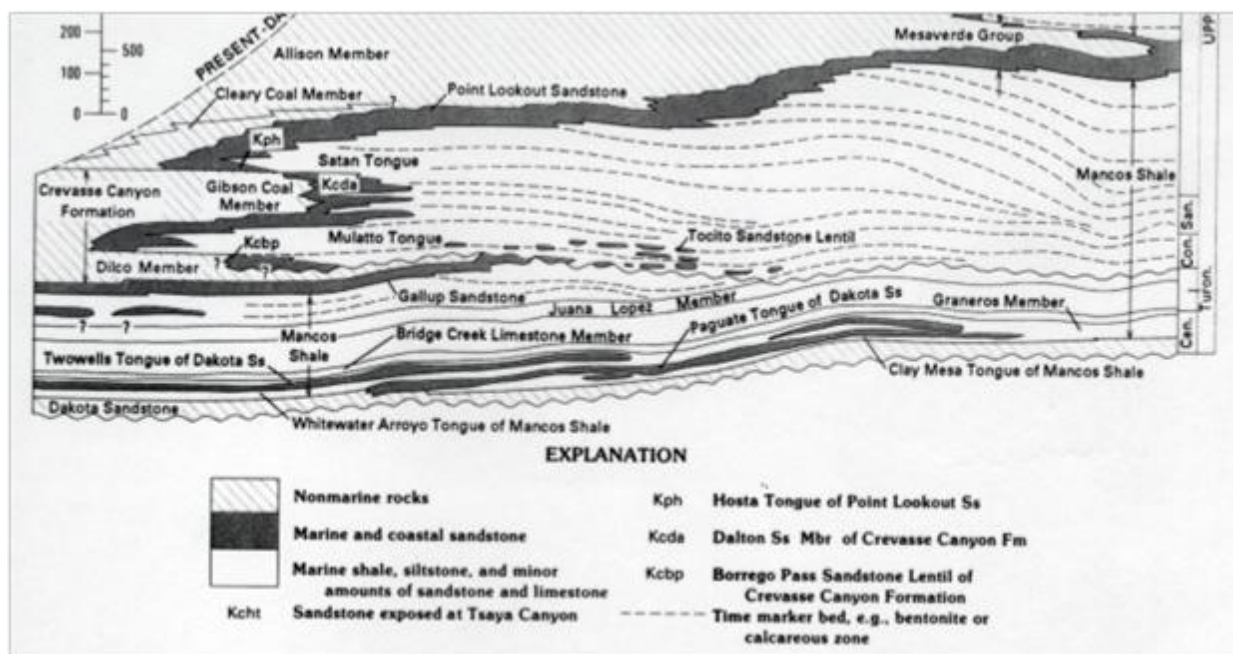 200
100
0
500
0
PRESENT-DA
Allison Member
Cleary Coal Member
?
Point Lookout Sandstone
Mesaverde Group
UPP
Kph
Satan Tongue
Crevasse Canyon
Formation
Gibson Coal
Member
Kcda
Mancos Shale
San.
Mulatto Tongue
Tocito Sandstone Lentil
Con.
Kcbp
Dilco Member
?
?
Gallup Sandstone
Juana Lopez Member
Turon.
? ?
Mancos
Shale
Bridge Creek Limestone Member
Paguate Tongue of Dakota Ss
Graneros Member
Cen.
Twowells Tongue of Dakota Ss
Clay Mesa Tongue of Mancos Shale
Dakota Sandstone
Whitewater Arroyo Tongue of Mancos Shale
EXPLANATION
Nonmarine rocks
Marine and coastal sandstone
Marine shale, siltstone, and minor
amounts of sandstone and limestone
Kcht Sandstone exposed at Tsaya Canyon
Kph Hosta Tongue of Point Lookout Ss
Kcda Dalton Ss Mbr of Crevasse Canyon Fm
Kcbp Borrego Pass Sandstone Lentil of
Crevasse Canyon Formation
Time marker bed, e.g., bentonite or
calcareous zone